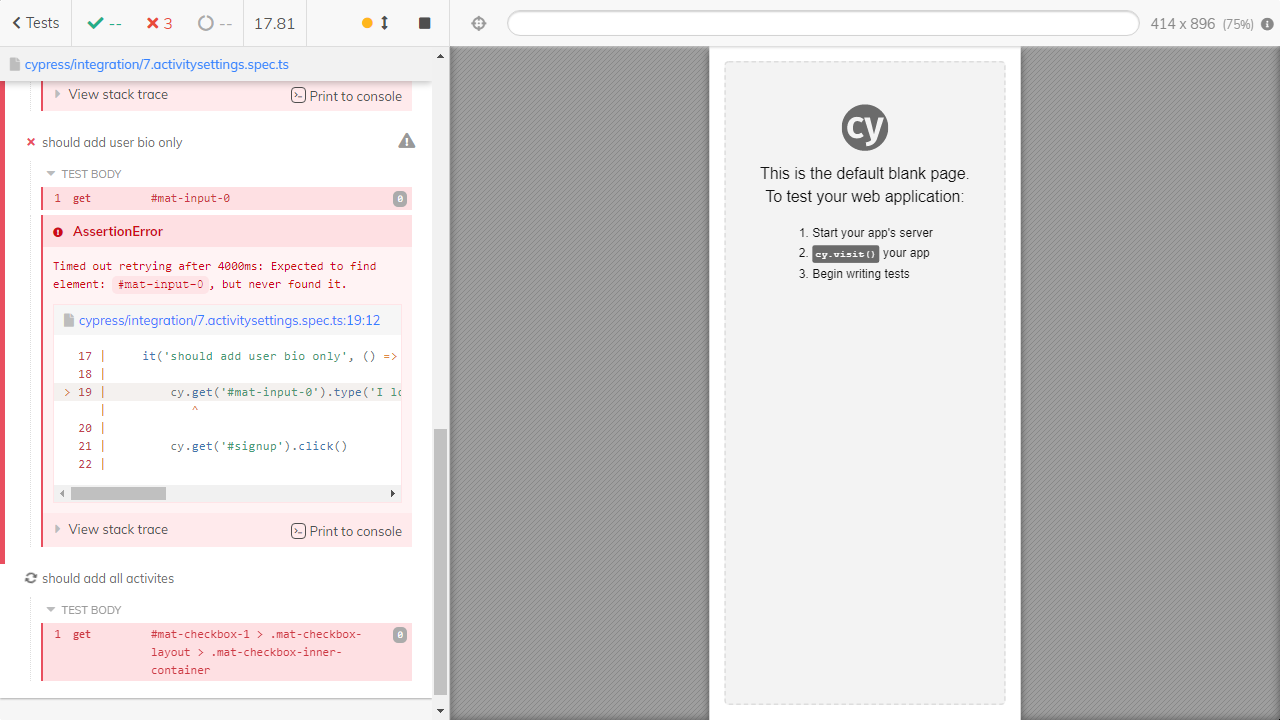 Tests
--
3
--
17.81
414 x 896 (75%)
cypress/integration/7.activitysettings.spec.ts
View stack trace
Print to console
should add user bio only
TEST BODY
1 get #mat-input-0 0
AssertionError
Timed out retrying after 4000ms: Expected to find
element: #mat-input-0, but never found it.
cypress/integration/7.activitysettings.spec.ts:19:12
17 | it('should add user bio only', () =>
18 |
> 19 | cy.get('#mat-input-0').type('I lo
| ^
20 |
21 | cy.get('#signup').click()
22 |
View stack trace
Print to console
should add all activites
TEST BODY
1 get #mat-checkbox-1 > .mat-checkbox- 0
layout > .mat-checkbox-inner-
container
cy
This is the default blank page.
To test your web application:
1. Start your app's server
2. cy.visit() your app
3. Begin writing tests